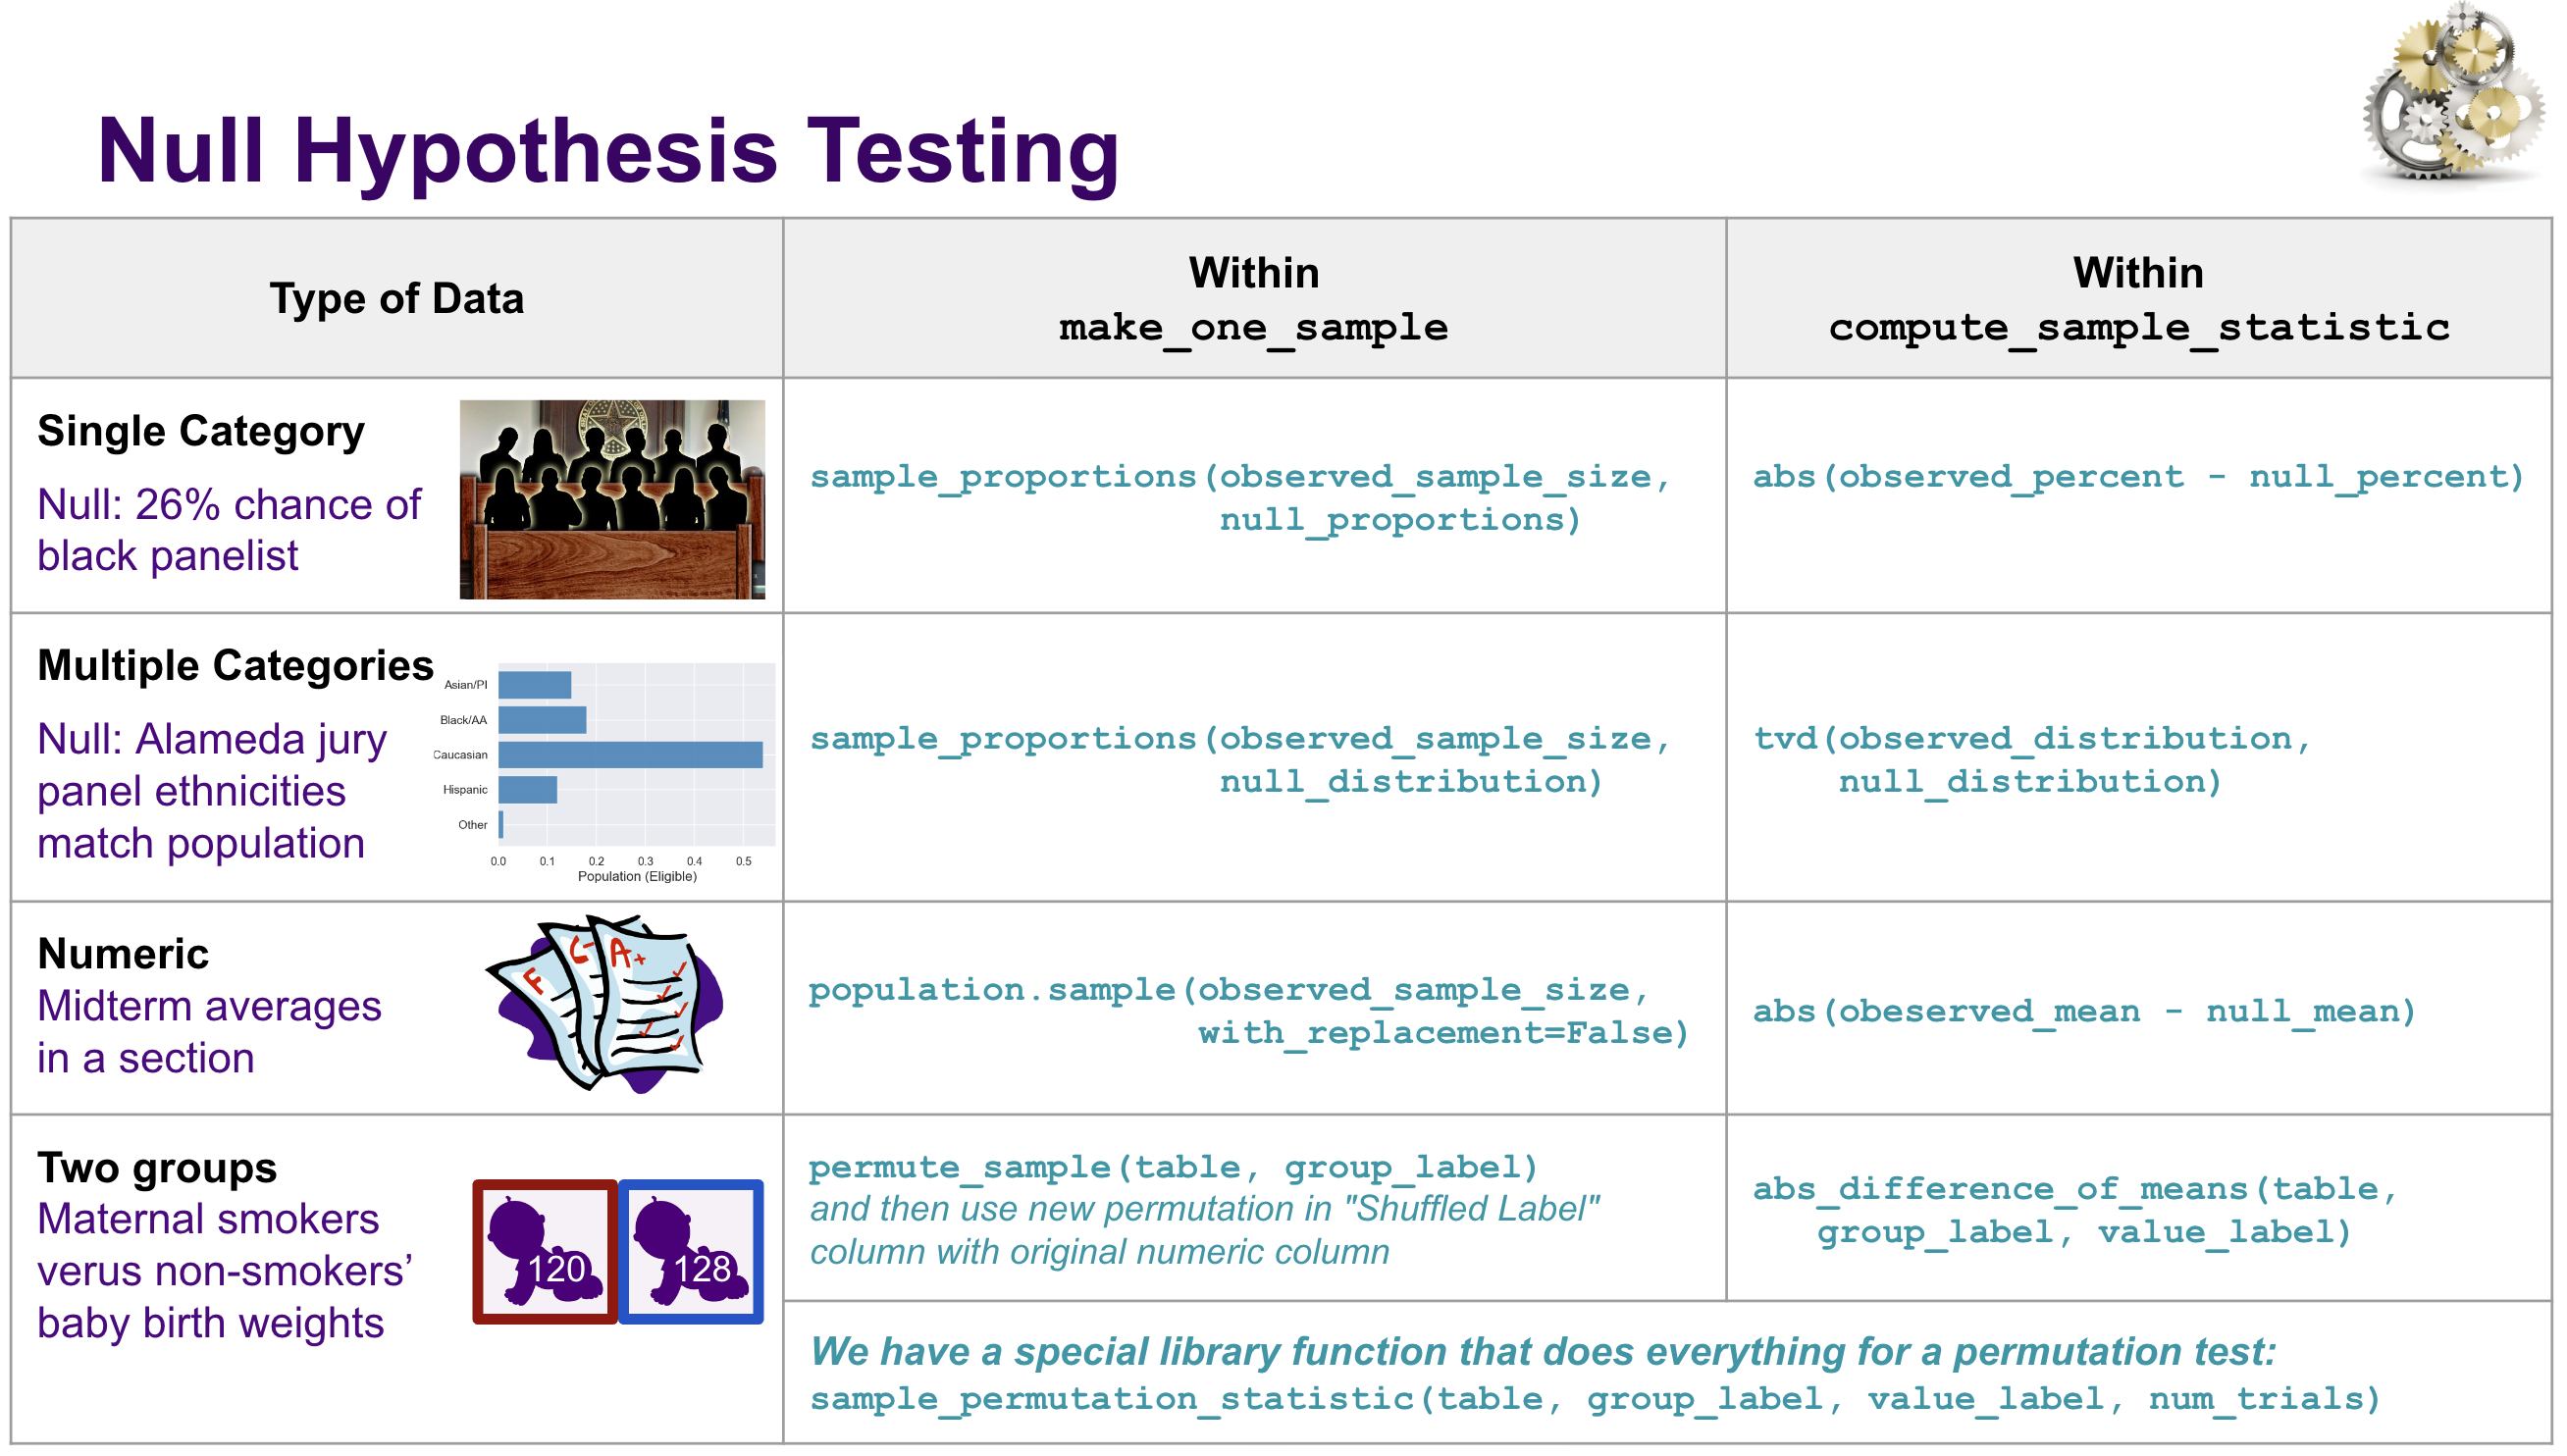 Null Hypothesis Testing
Type of Data
Within
make_one_sample
Within
compute_sample_statistic
Single Category
Null: 26% chance of
black panelist
sample_proportions(observed_sample_size,
null_proportions)
abs(observed_percent - null_percent)
Multiple Categories
Null: Alameda jury
panel ethnicities
match population
Asian/PI
Black/AA
Caucasian
Hispanic
Other
0.0 0.1 0.2 0.3 0.4 0.5
Population (Eligible)
sample_proportions(observed_sample_size,
null_distribution)
tvd(observed_distribution,
null_distribution)
Numeric
Midterm averages
in a section
F
C-
A+
population.sample(observed_sample_size,
with_replacement=False)
abs(obeserved_mean - null_mean)
Two groups
Maternal smokers
verus non-smokers’
baby birth weights
120
128
permute_sample(table, group_label)
and then use new permutation in "Shuffled Label"
column with original numeric column
abs_difference_of_means(table,
group_label, value_label)
We have a special library function that does everything for a permutation test:
sample_permutation_statistic(table, group_label, value_label, num_trials)